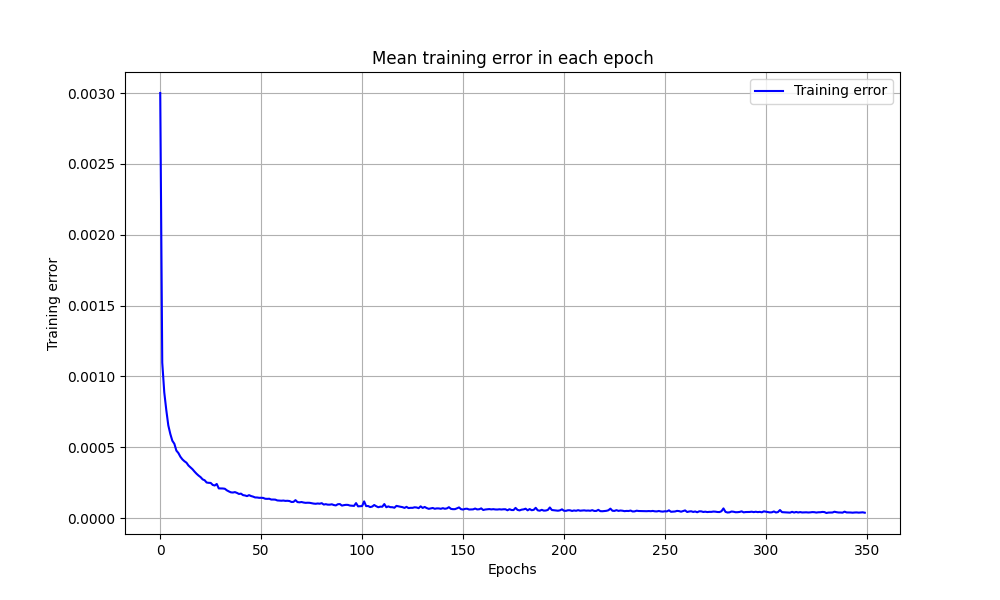 Mean training error in each epoch
Training error
0.0030
0.0025
0.0020
0.0015
0.0010
0.0005
0.0000
Training error
0 50 100 150 200 250 300 350
Epochs